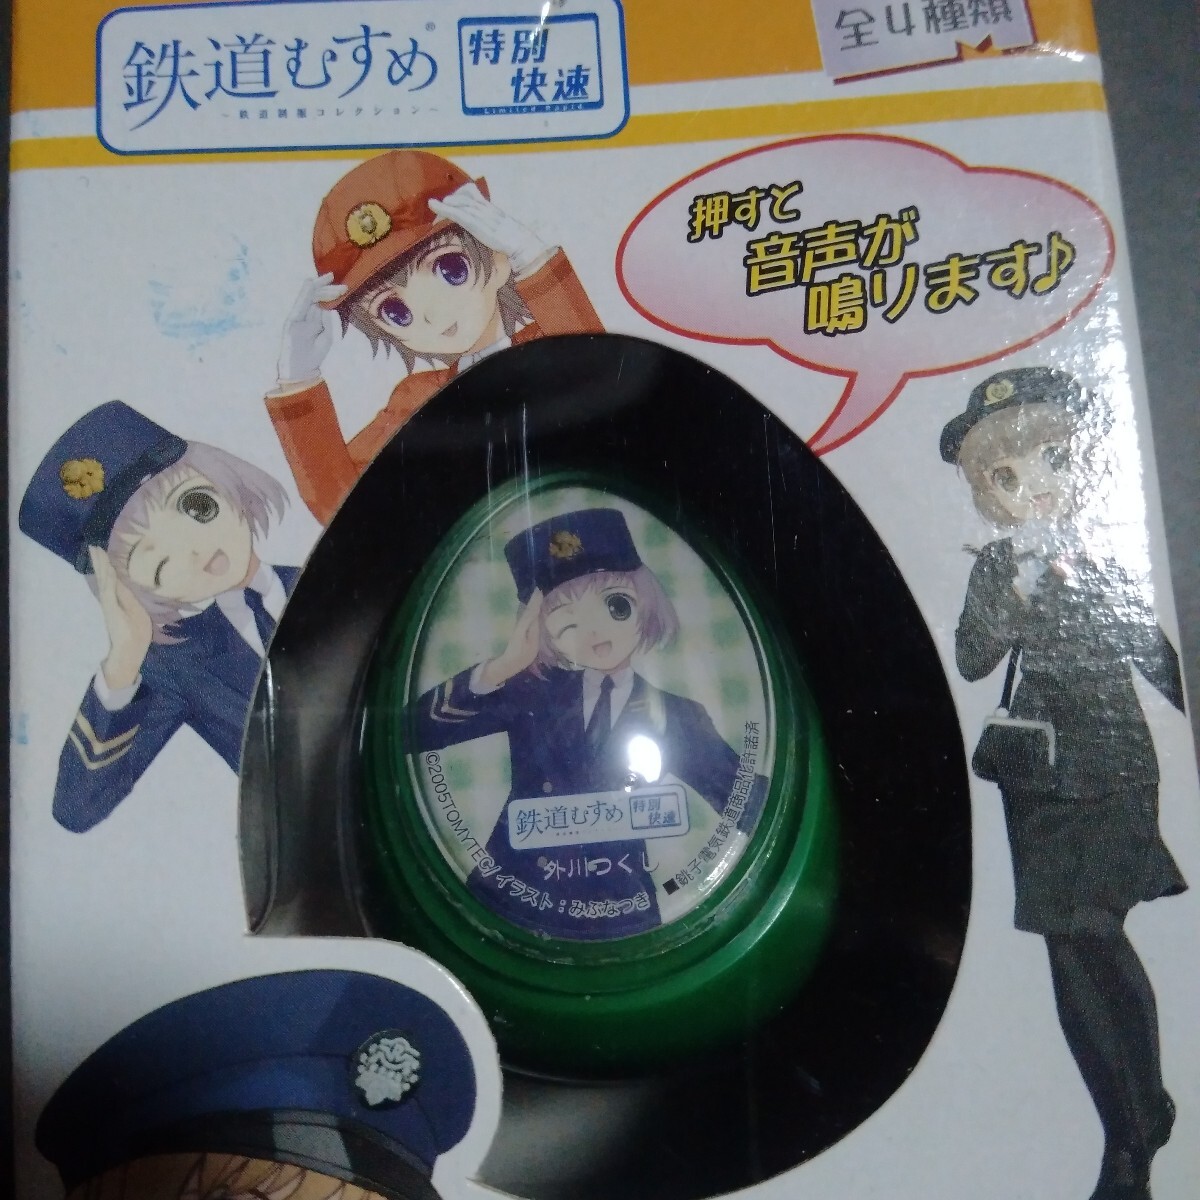 鉄道むすめ®
～鉄道制服コレクション～
特別
快速
Limited Rapid
全4種類
押すと
音声が
鳴ります♪
鉄道むすめ
特別
快速
外川つくし
©2005TOMYTEC/イラスト：みぶなつき
■銚子電気鉄道商品化許諾済